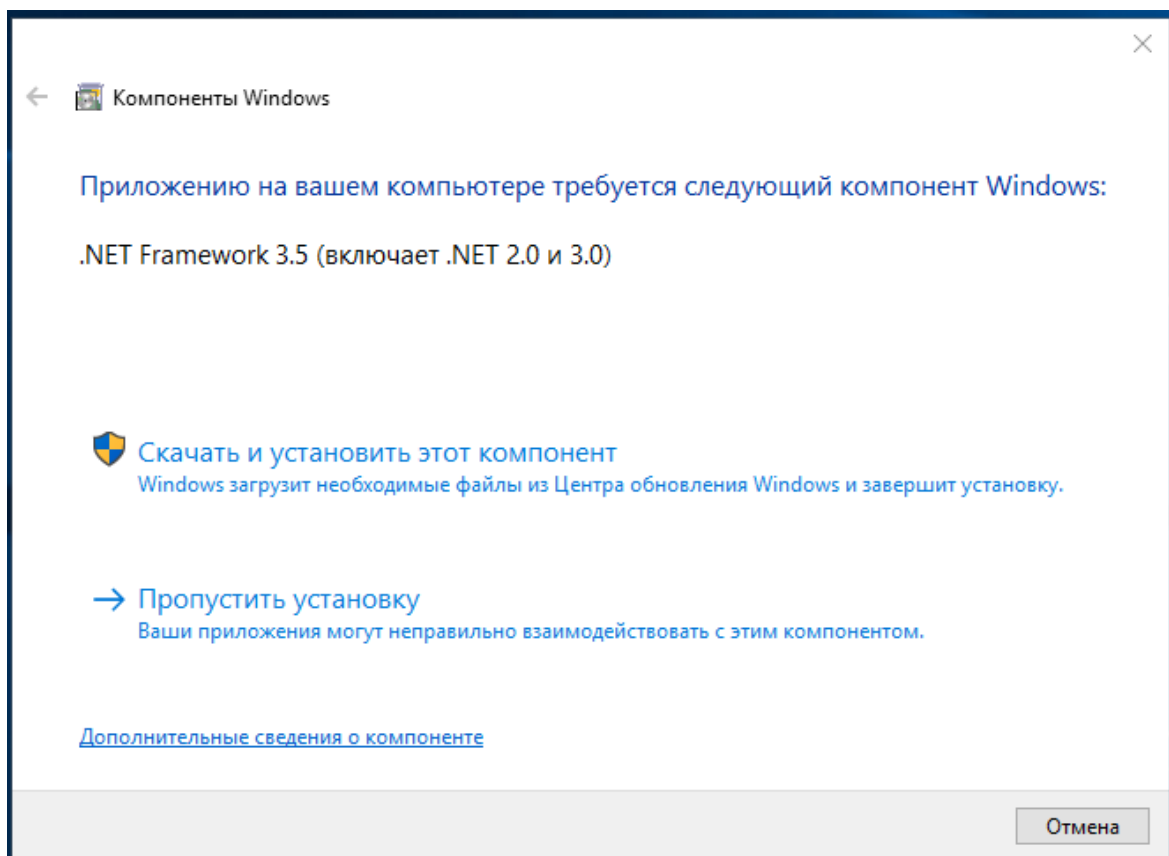 Компоненты Windows
Приложению на вашем компьютере требуется следующий компонент Windows:
.NET Framework 3.5 (включает .NET 2.0 и 3.0)
Скачать и установить этот компонент
Windows загрузит необходимые файлы из Центра обновления Windows и завершит установку.
Пропустить установку
Ваши приложения могут неправильно взаимодействовать с этим компонентом.
Дополнительные сведения о компоненте
Отмена